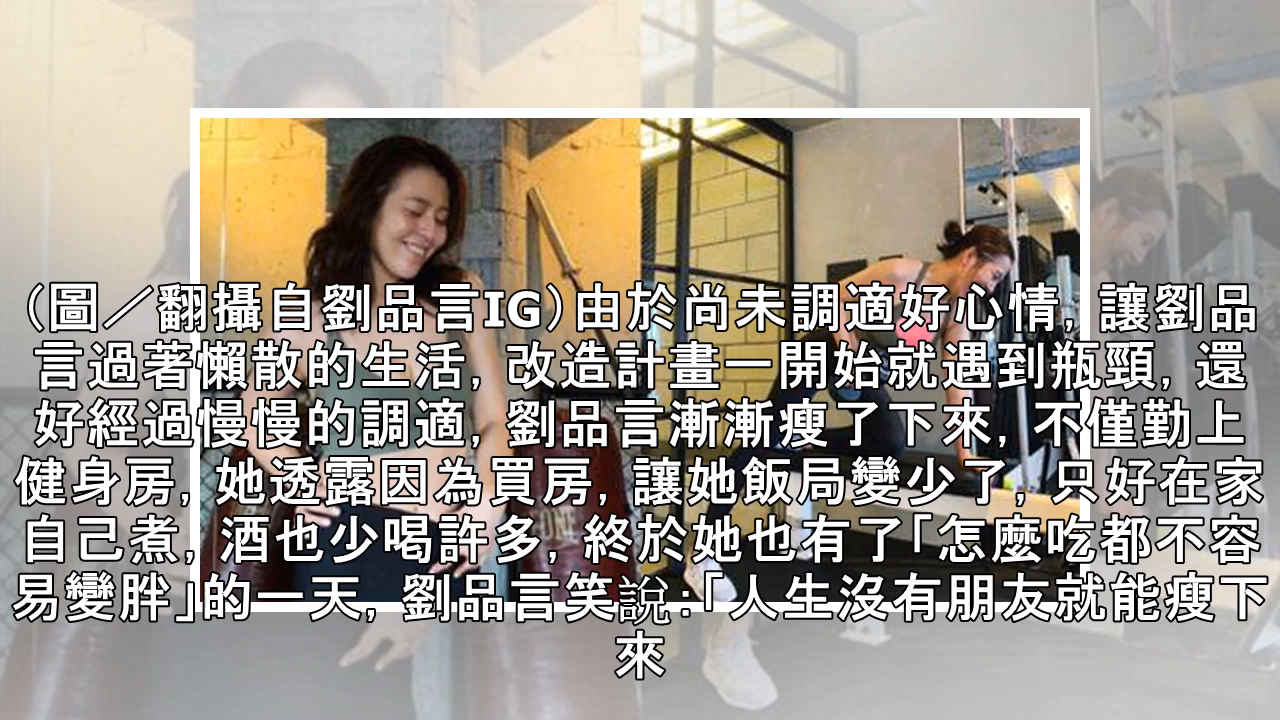 (圖／翻攝自劉品言IG)由於尚未調適好心情, 讓劉品
言過著懶散的生活, 改造計畫一開始就遇到瓶頸, 還
好經過慢慢的調適, 劉品言漸漸瘦了下來, 不僅勤上
健身房, 她透露因為買房, 讓她飯局變少了, 只好在家
自己煮, 酒也少喝許多, 終於她也有了「怎麼吃都不容
易變胖」的一天, 劉品言笑說:「人生沒有朋友就能瘦下
來